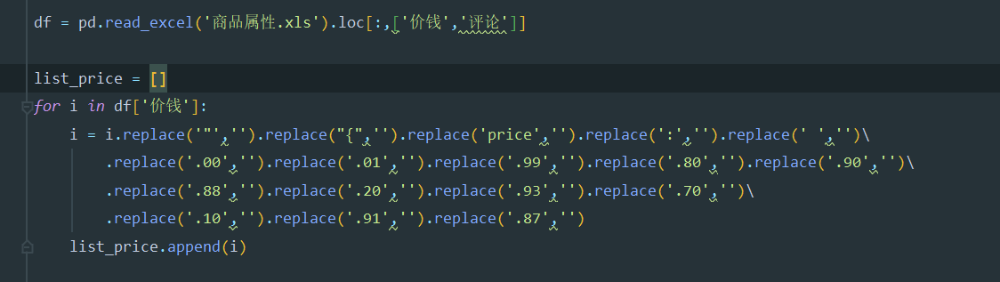 df = pd.read_excel('商品属性.xls').loc[:,['价钱','评论']]
list_price = []
for i in df['价钱']:
    i = i.replace('"','').replace("{",'').replace('price','').replace(':','').replace(' ','')\
        .replace('.00','').replace('.01','').replace('.99','').replace('.80','').replace('.90','')\
        .replace('.88','').replace('.20','').replace('.93','').replace('.70','')\
        .replace('.10','').replace('.91','').replace('.87','')
    list_price.append(i)